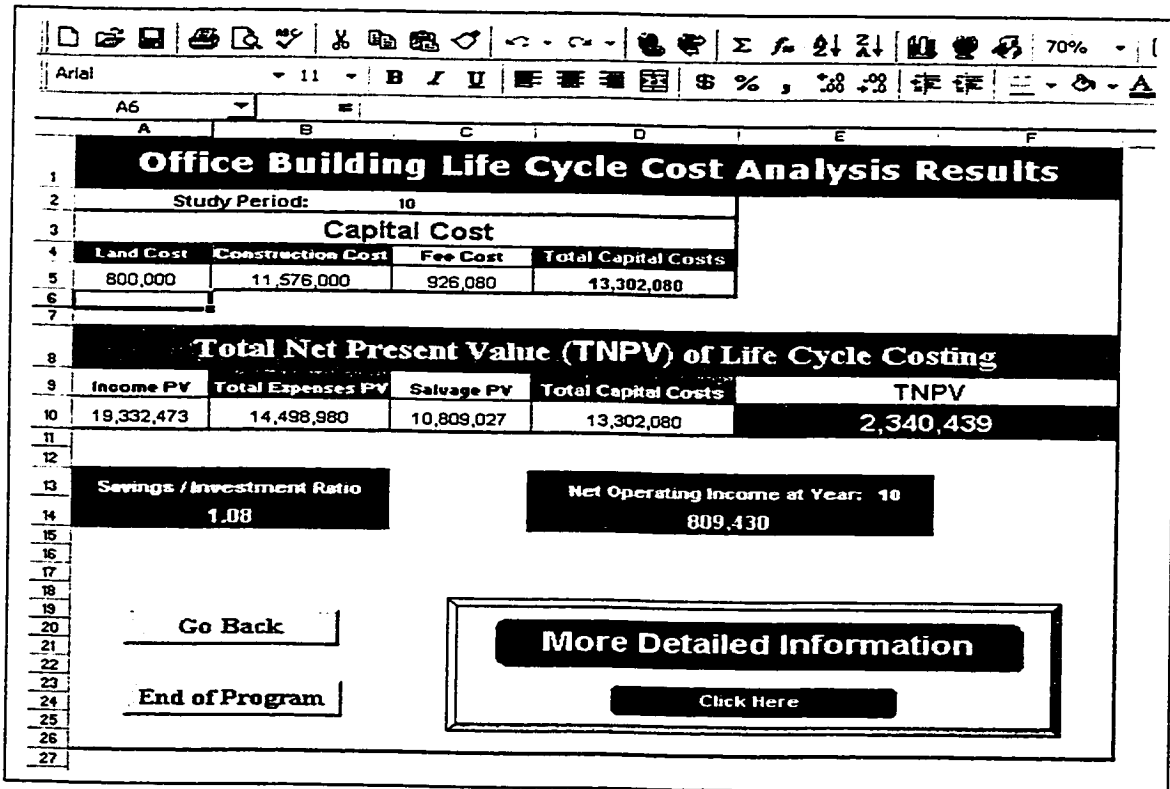 70%
Arial 11 B I U $ % ,
A6 =
A B C D E F
1 Office Building Life Cycle Cost Analysis Results
2 Study Period: 10
3 Capital Cost
4 Land Cost Construction Cost Fee Cost Total Capital Costs
5 800,000 11,576,000 926,080 13,302,080
6
7
8 Total Net Present Value (TNPV) of Life Cycle Costing
9 Income PV Total Expenses PV Salvage PV Total Capital Costs TNPV
10 19,332,473 14,498,980 10,809,027 13,302,080 2,340,439
11
12
13 Savings / Investment Ratio Net Operating Income at Year: 10
14 1.08 809,430
15
16
17
18
19
20 Go Back More Detailed Information
21
22
23
24 End of Program Click Here
25
26
27